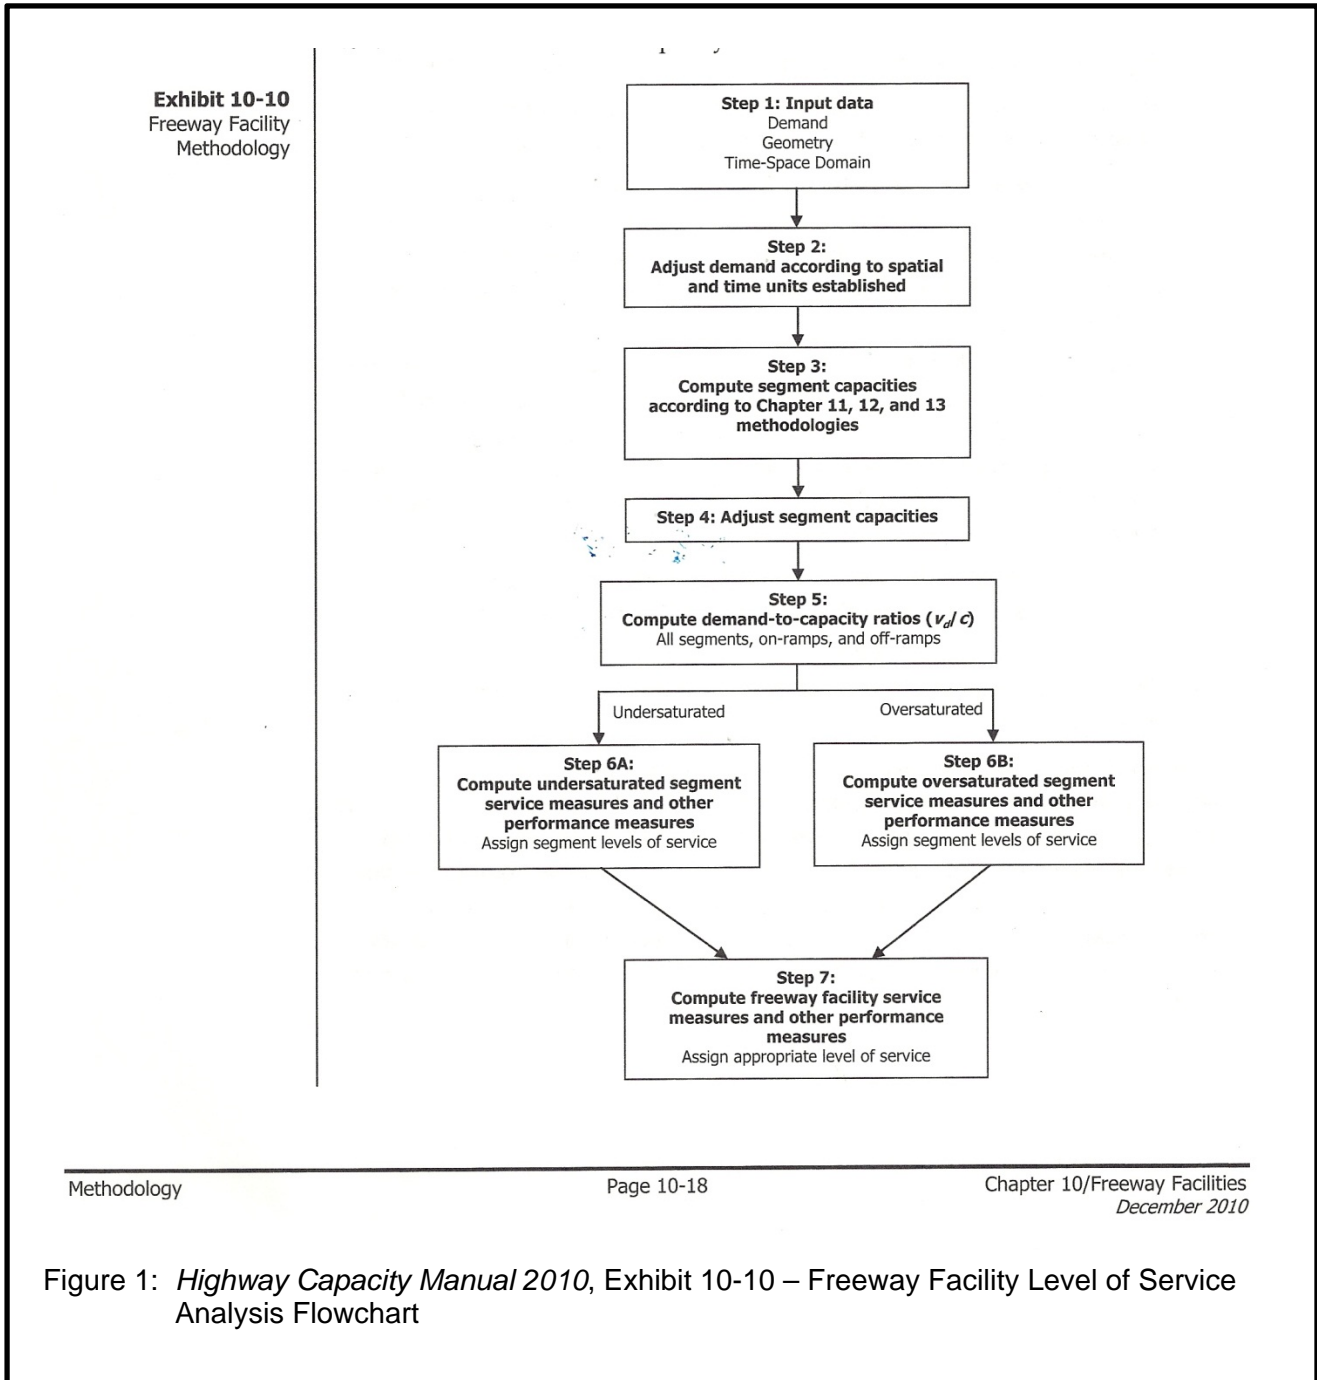 Exhibit 10-10
Freeway Facility
Methodology
Step 1: Input data
Demand
Geometry
Time-Space Domain
Step 2:
Adjust demand according to spatial
and time units established
Step 3:
Compute segment capacities
according to Chapter 11, 12, and 13
methodologies
Step 4: Adjust segment capacities
Step 5:
Compute demand-to-capacity ratios (v_d/c)
All segments, on-ramps, and off-ramps
Undersaturated
Oversaturated
Step 6A:
Compute undersaturated segment
service measures and other
performance measures
Assign segment levels of service
Step 6B:
Compute oversaturated segment
service measures and other
performance measures
Assign segment levels of service
Step 7:
Compute freeway facility service
measures and other performance
measures
Assign appropriate level of service
Methodology
Page 10-18
Chapter 10/Freeway Facilities
December 2010
Figure 1: Highway Capacity Manual 2010, Exhibit 10-10 – Freeway Facility Level of Service
Analysis Flowchart